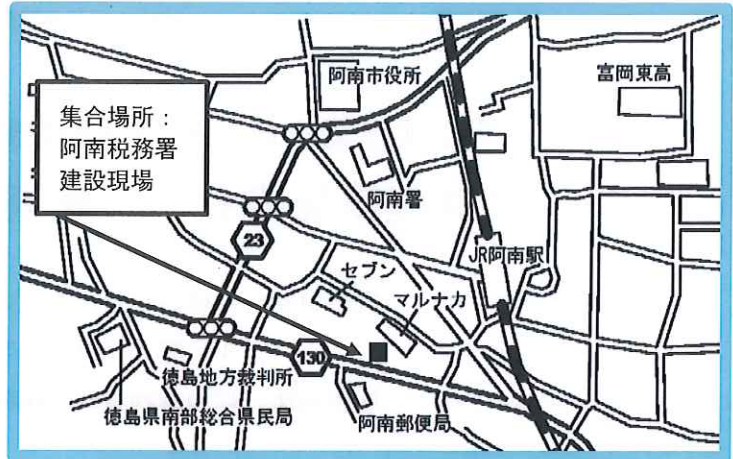 阿南市役所
富岡東高
集合場所：
阿南税務署
建設現場
阿南署
23
JR阿南駅
セブン
マルナカ
130
徳島地方裁判所
徳島県南部総合県民局
阿南郵便局